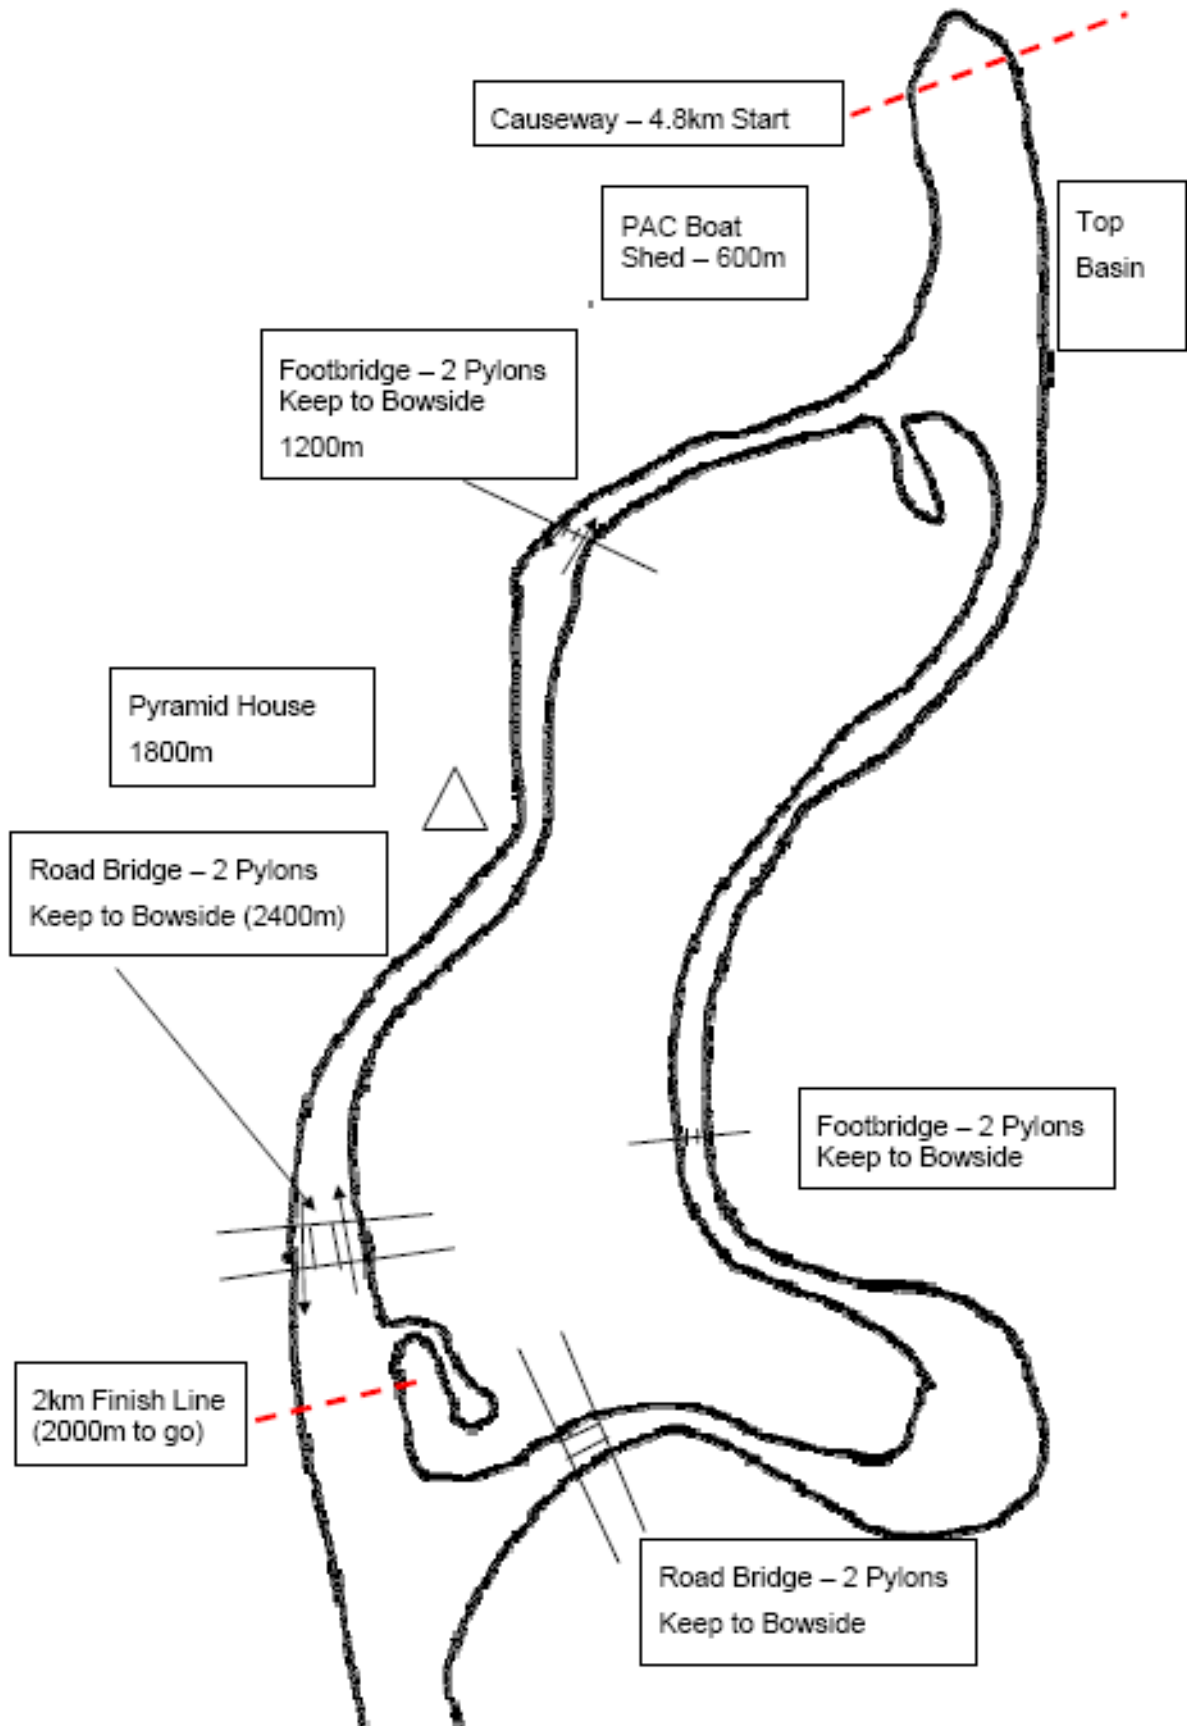 Causeway – 4.8km Start
PAC Boat
Shed – 600m
Top
Basin
Footbridge – 2 Pylons
Keep to Bowside
1200m
Pyramid House
1800m
Road Bridge – 2 Pylons
Keep to Bowside (2400m)
Footbridge – 2 Pylons
Keep to Bowside
2km Finish Line
(2000m to go)
Road Bridge – 2 Pylons
Keep to Bowside